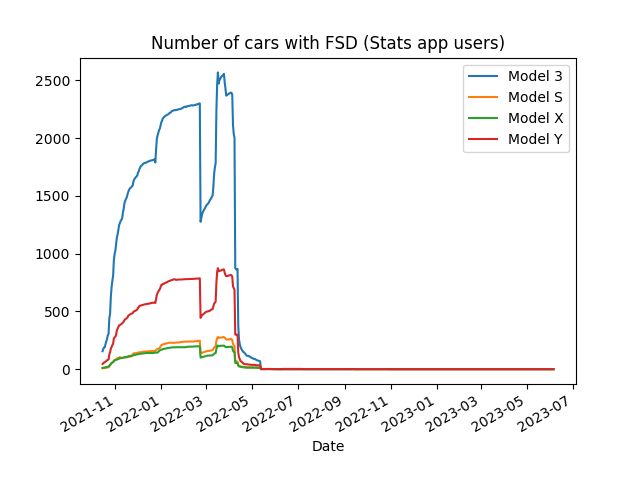 Number of cars with FSD (Stats app users)
Model 3
Model S
Model X
Model Y
2500
2000
1500
1000
500
0
2021-11
2022-01
2022-03
2022-05
2022-07
2022-09
2022-11
2023-01
2023-03
2023-05
2023-07
Date